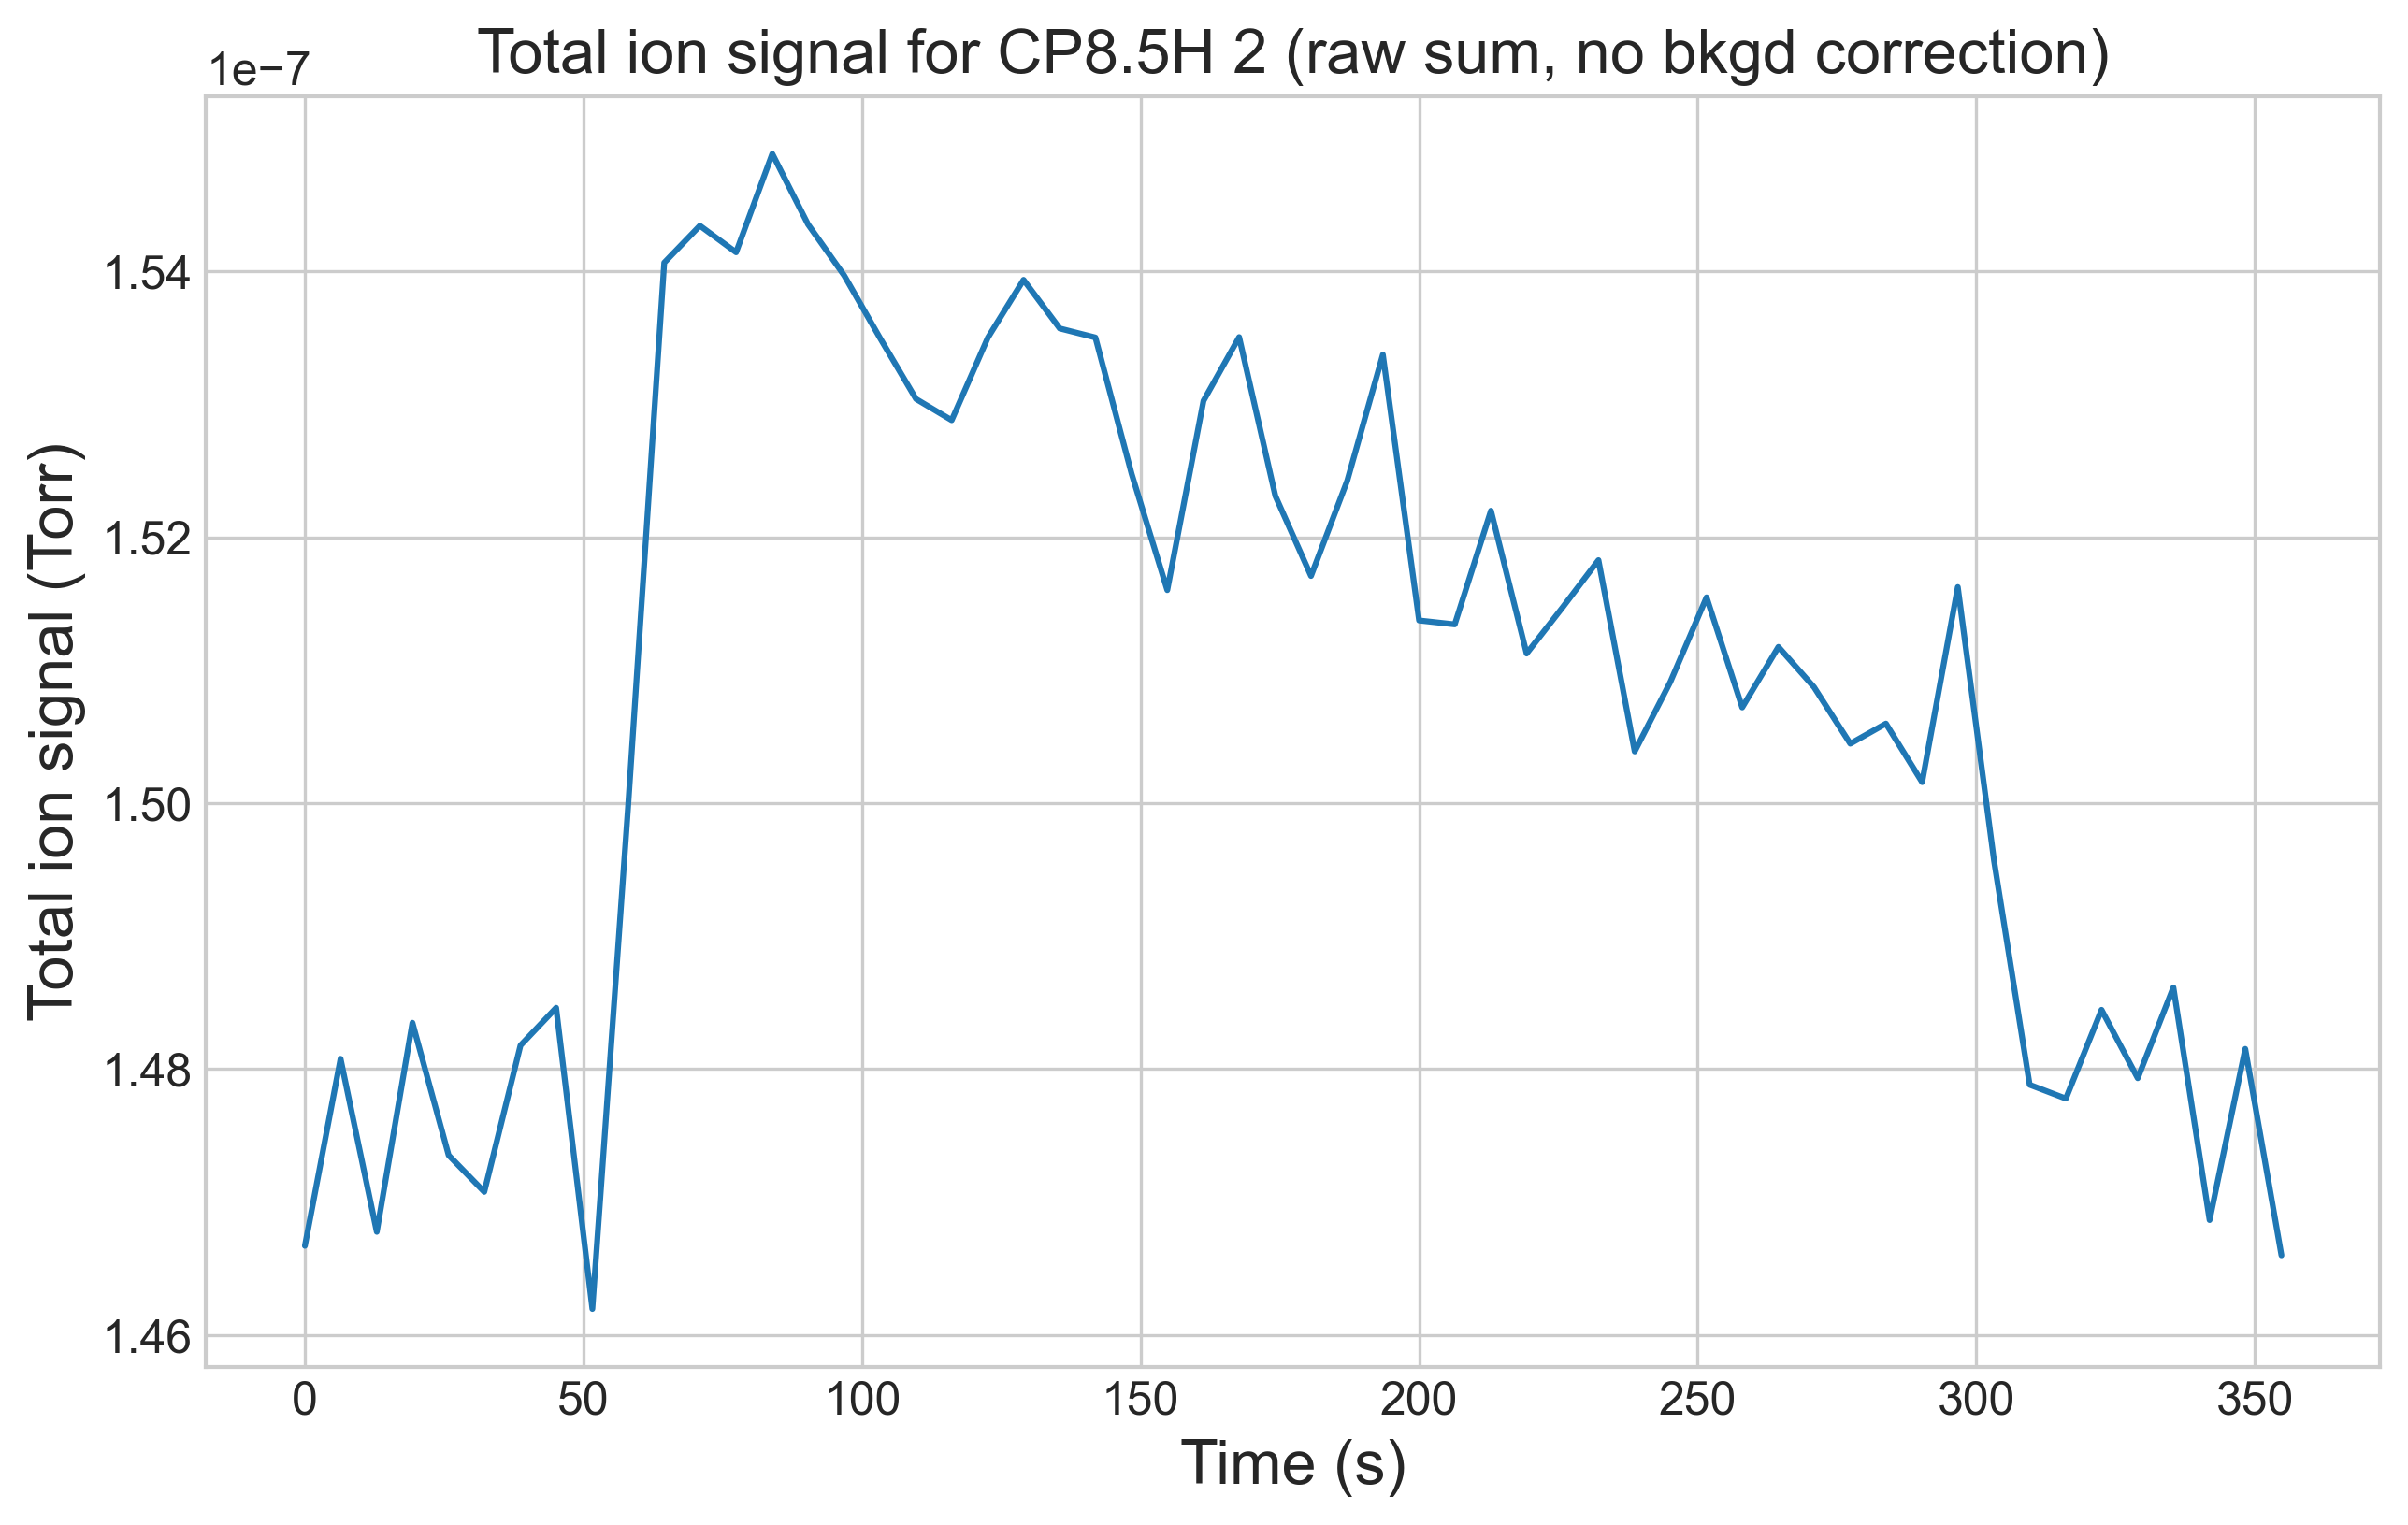 Total ion signal for CP8.5H 2 (raw sum, no bkgd correction)
1e−7
1.54
1.52
1.50
1.48
1.46
Total ion signal (Torr)
0 50 100 150 200 250 300 350
Time (s)